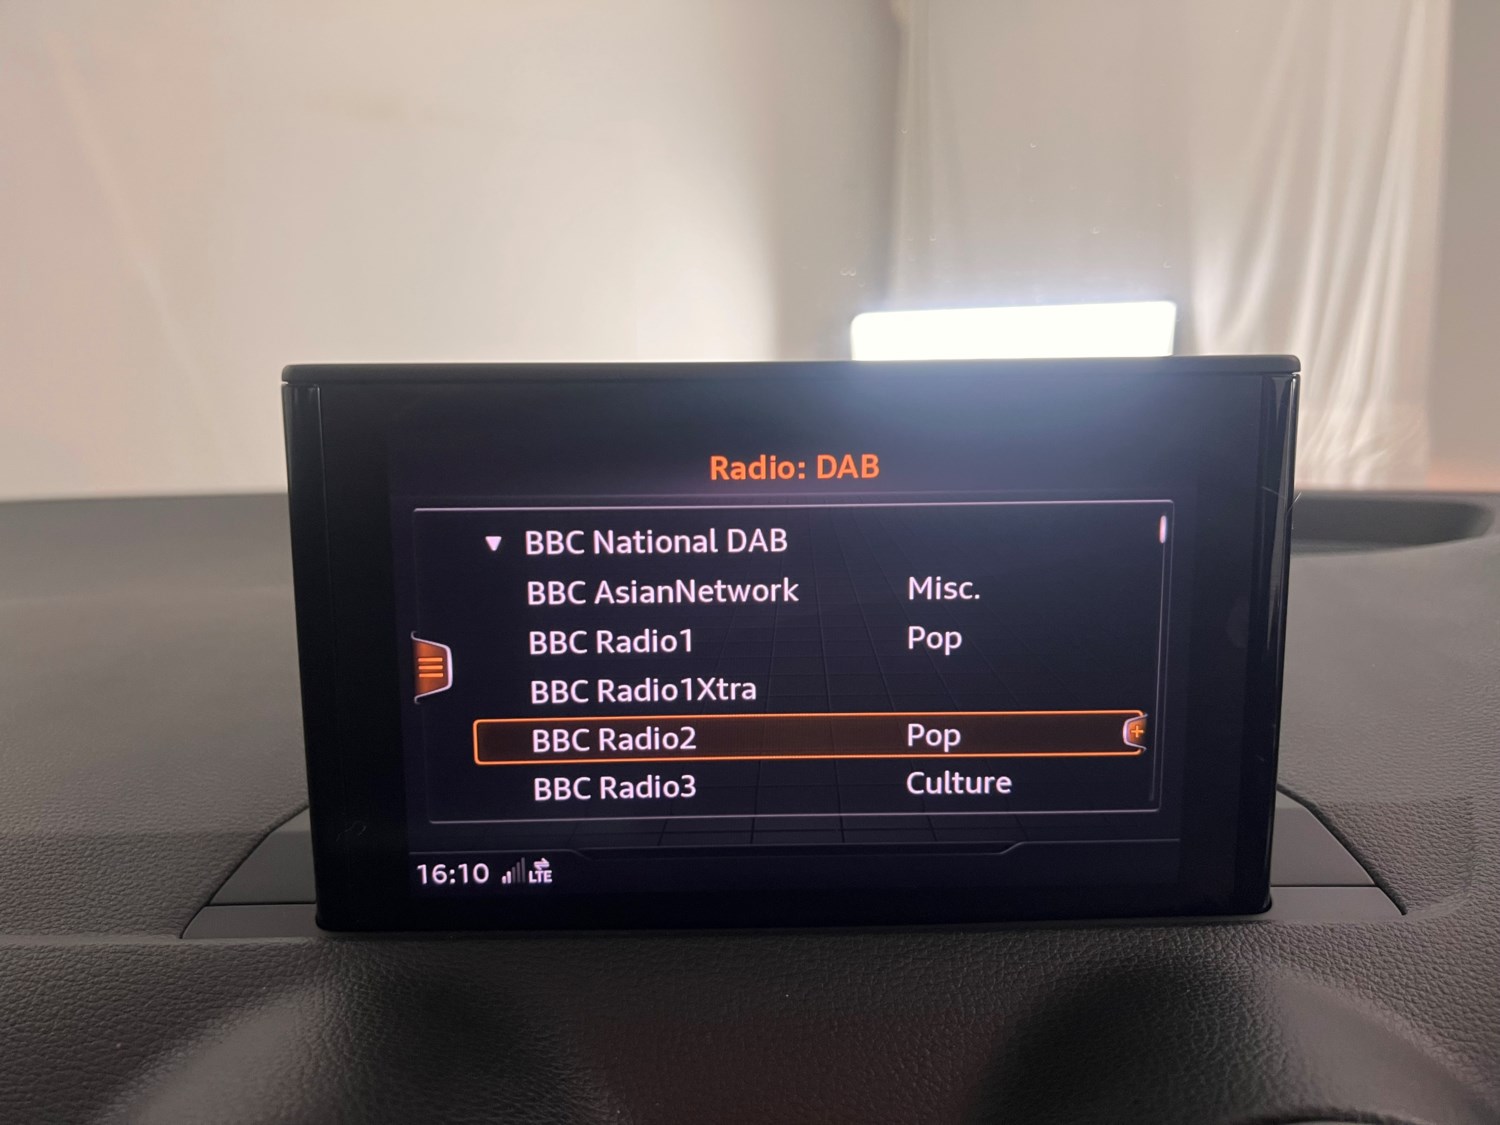 Radio: DAB
BBC National DAB
BBC AsianNetwork Misc.
BBC Radio1 Pop
BBC Radio1Xtra
BBC Radio2 Pop
BBC Radio3 Culture
16:10 LTE